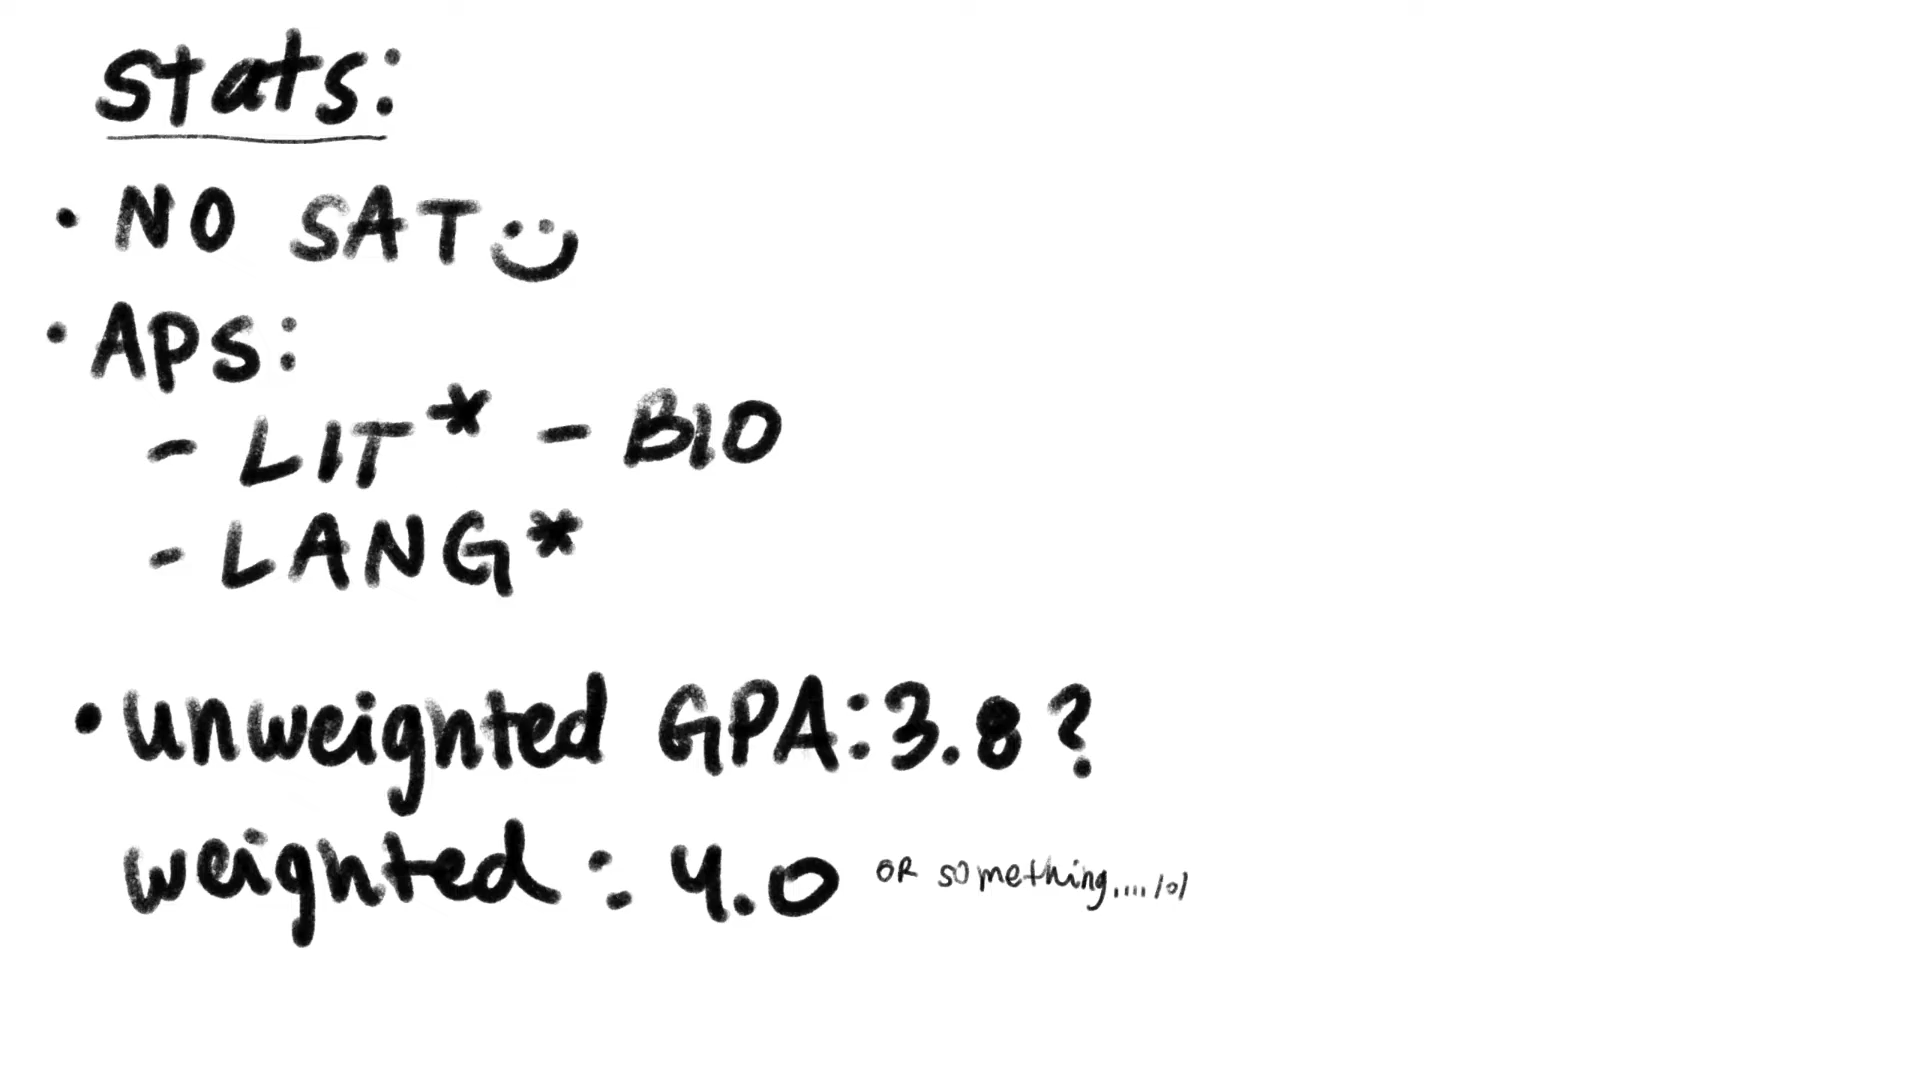 stats:
• NO SAT
• APs:
- LIT* - BIO
- LANG*
• unweighted GPA: 3.8?
weighted: 4.0 OR something.... lol